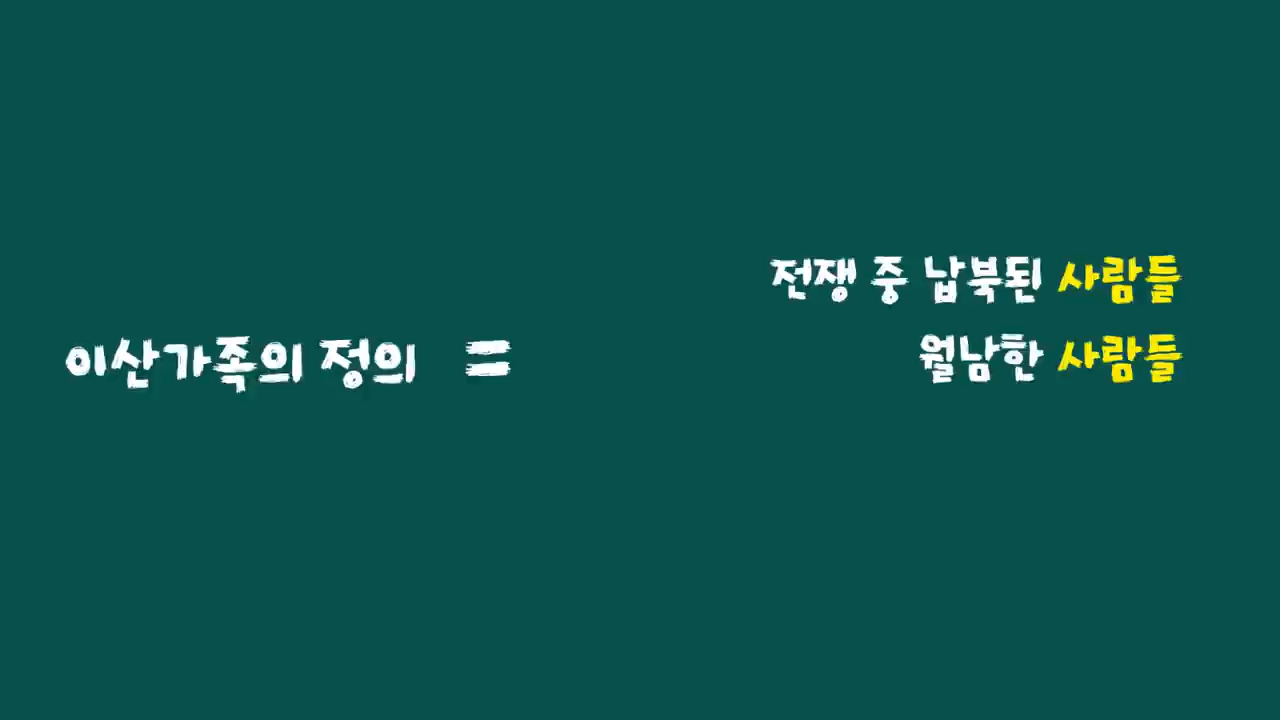 전쟁 중 납북된 사람들
이산가족의 정의 =
월남한 사람들